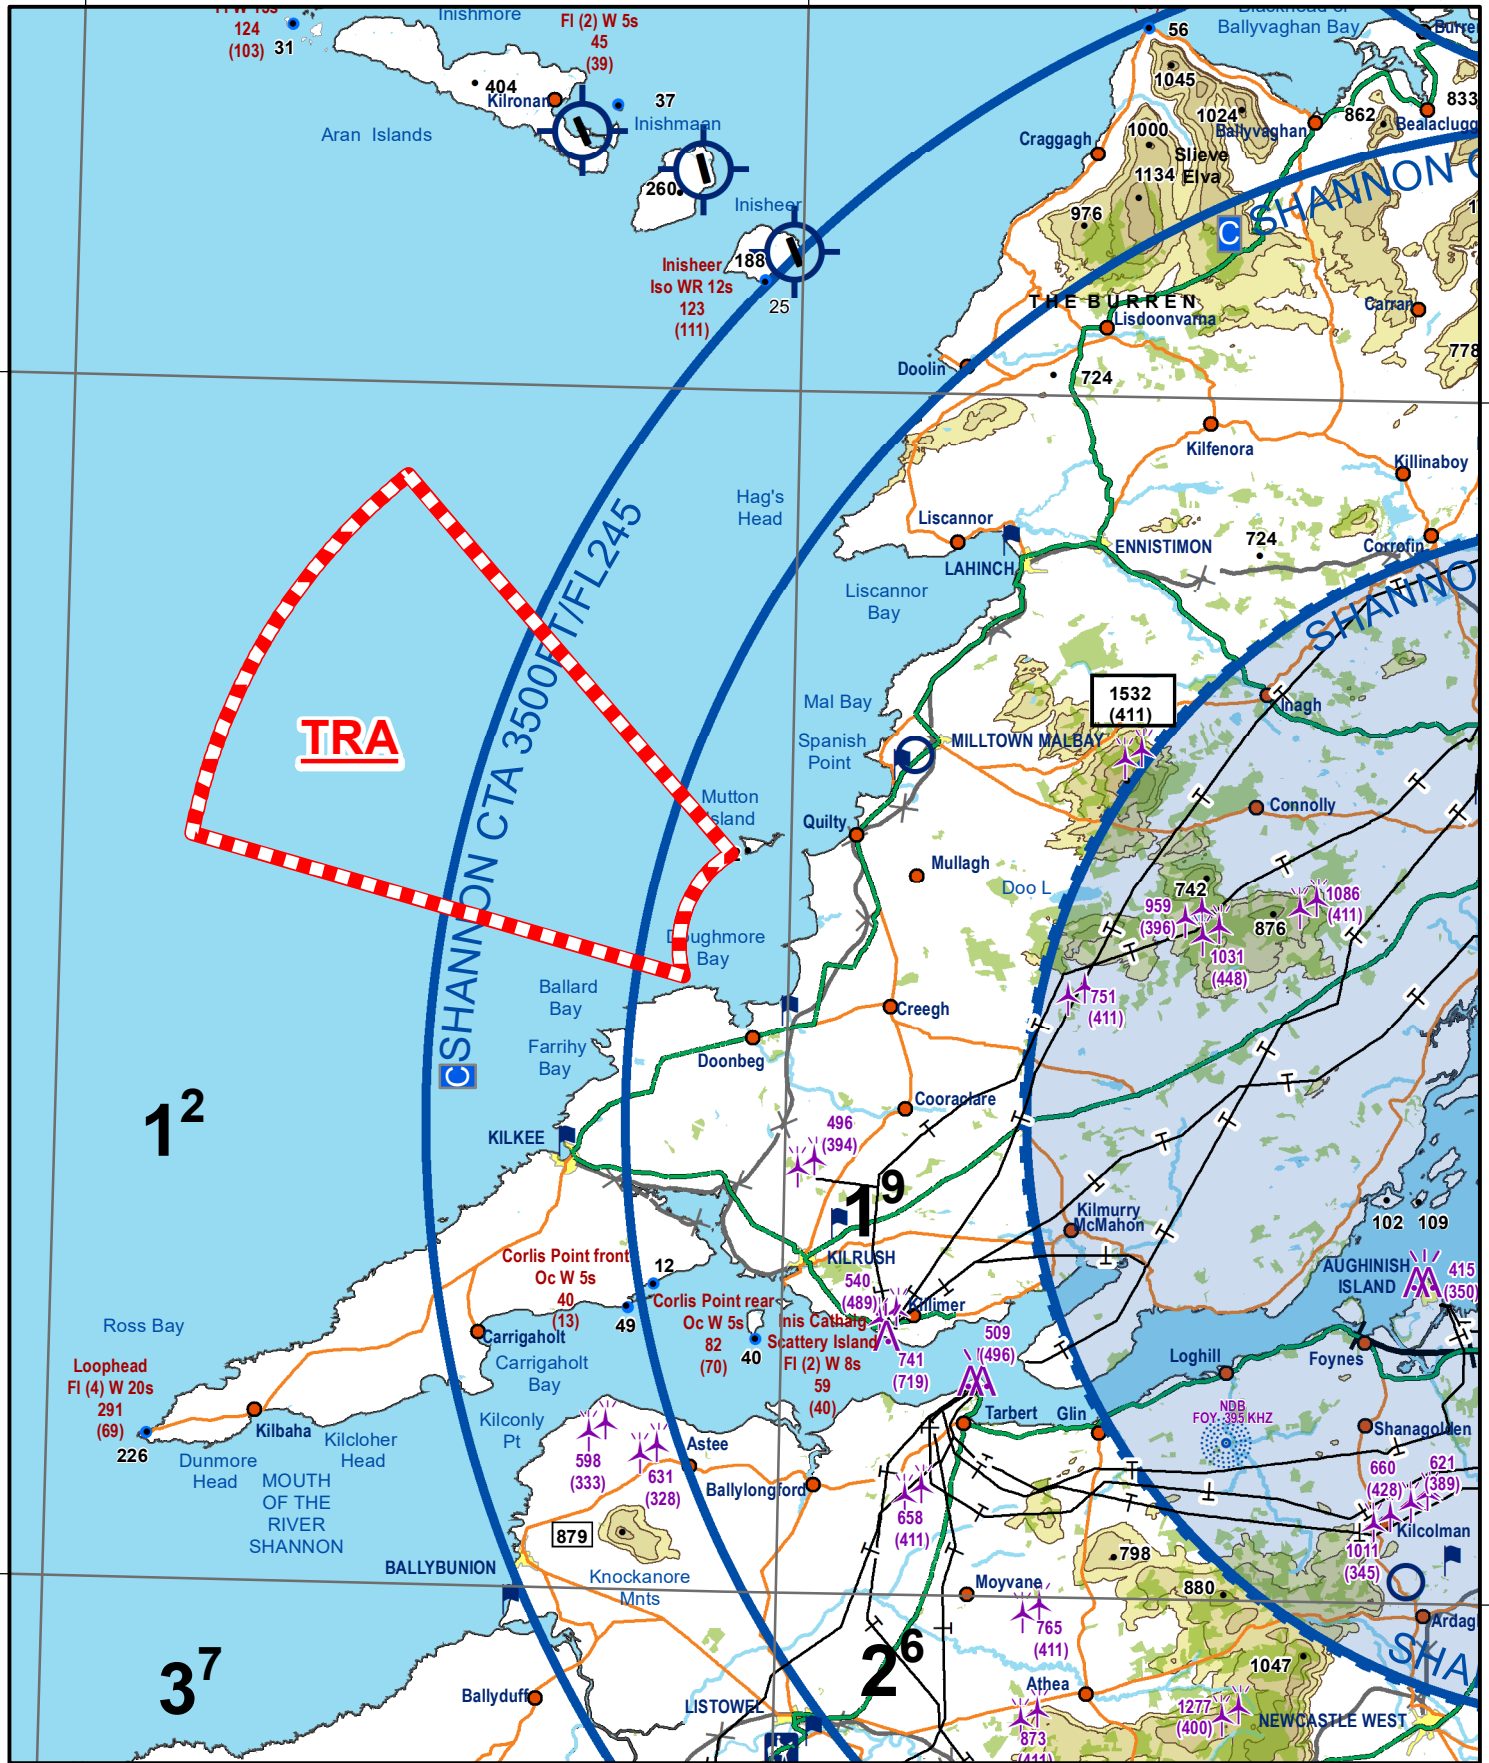 124
(103)
31
Inishmore
Fl (2) W 5s
45
(39)
404
Kilronan
37
Inishmaan
Aran Islands
260
Inisheer
188
Inisheer
Iso WR 12s
123
(111)
25
56
Ballyvaghan Bay
1045
1024
Ballyvaghan
862
833
Craggagh
1000
Slieve
Elva
1134
976
C
SHANNON
THE BURREN
Lisdoonvarna
Carran
778
Doolin
724
Kilfenora
Killinaboy
Hag's
Head
Liscannor
LAHINCH
ENNISTIMON
724
Corrofin
Liscannor
Bay
SHANNO
TRA
C SHANNON CTA 3500FT/FL245
Mal Bay
Spanish
Point
1532
(411)
MILLTOWN MALBAY
Inagh
Mutton
Island
Quilty
Connolly
Mullagh
Doo L
742
959
(396)
1031
(448)
876
1086
(411)
Doughmore
Bay
751
(411)
Ballard
Bay
Creegh
Farrihy
Bay
Doonbeg
Cooraclare
1²
KILKEE
496
(394)
1⁹
Kilmurry
McMahon
102
109
KILRUSH
540
(489)
Killimer
AUGHINISH
ISLAND
415
(350)
Corlis Point front
Oc W 5s
40
(13)
12
49
Corlis Point rear
Oc W 5s
82
(70)
40
Inis Cathaig
Scattery Island
Fl (2) W 8s
59
(40)
741
(719)
509
(496)
Ross Bay
Carrigaholt
Carrigaholt
Bay
Loghill
Foynes
Loophead
Fl (4) W 20s
291
(69)
226
Kilbaha
Dunmore
Head
Kilcloher
Head
MOUTH
OF THE
RIVER
SHANNON
Kilconly
Pt
598
(333)
631
(328)
Astee
Ballylongford
Tarbert
Glin
NDB
FOY 395 KHZ
Shanagolden
658
(411)
660
(428)
621
(389)
Kilcolman
1011
(345)
879
BALLYBUNION
Knockanore
Mnts
798
880
Moyvane
765
(411)
3⁷
2⁶
1047
SHA
Ballyduff
LISTOWEL
Athea
873
(411)
1277
(400)
NEWCASTLE WEST